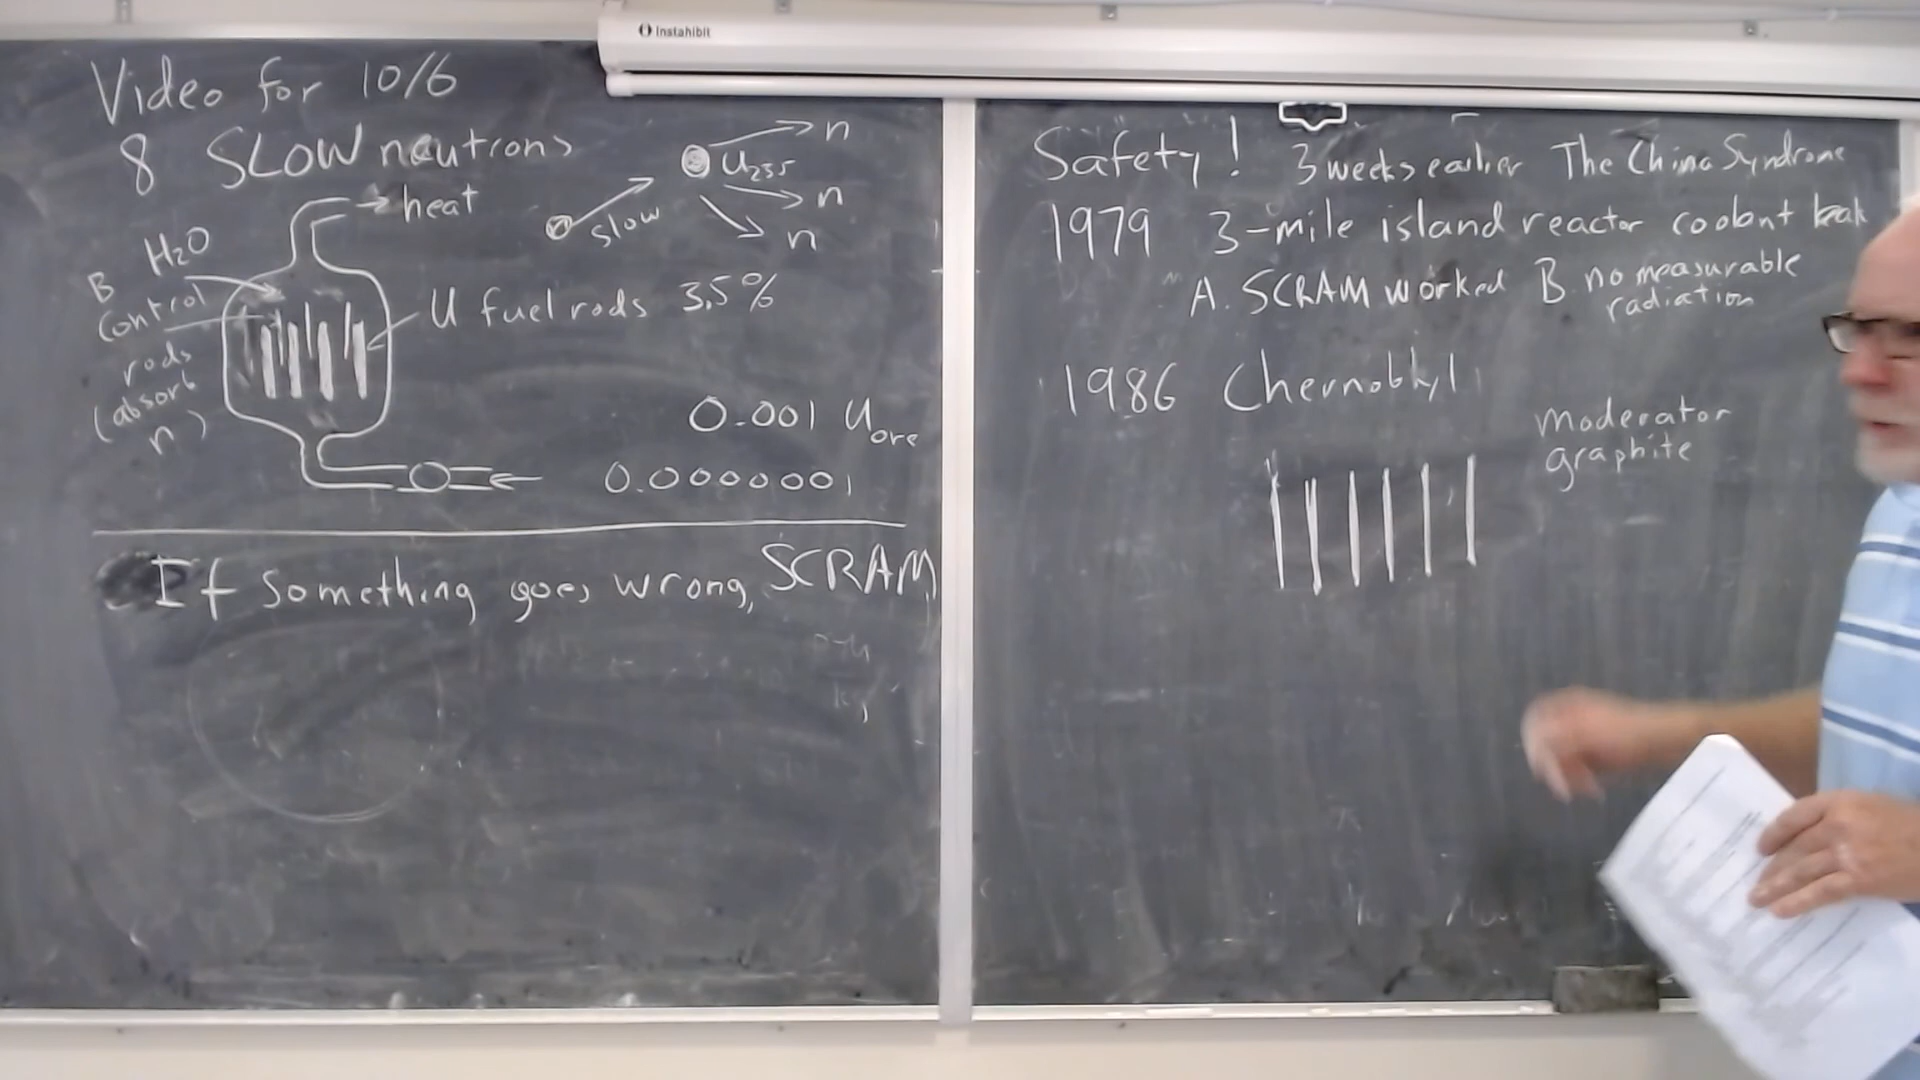 Instahibit
Video for 10/6
8 SLOW neutrons
heat
H2O
B
control
rods
(absorb
n)
U fuel rods 3.5%
slow
U235
n
n
n
0.001 Uore
0.0000001
If something goes wrong, SCRAM
Safety! 3 weeks earlier The China Syndrome
1979 3-mile island reactor coolant leak
A. SCRAM worked B. no measurable
radiation
1986 Chernobkyl
moderator
graphite